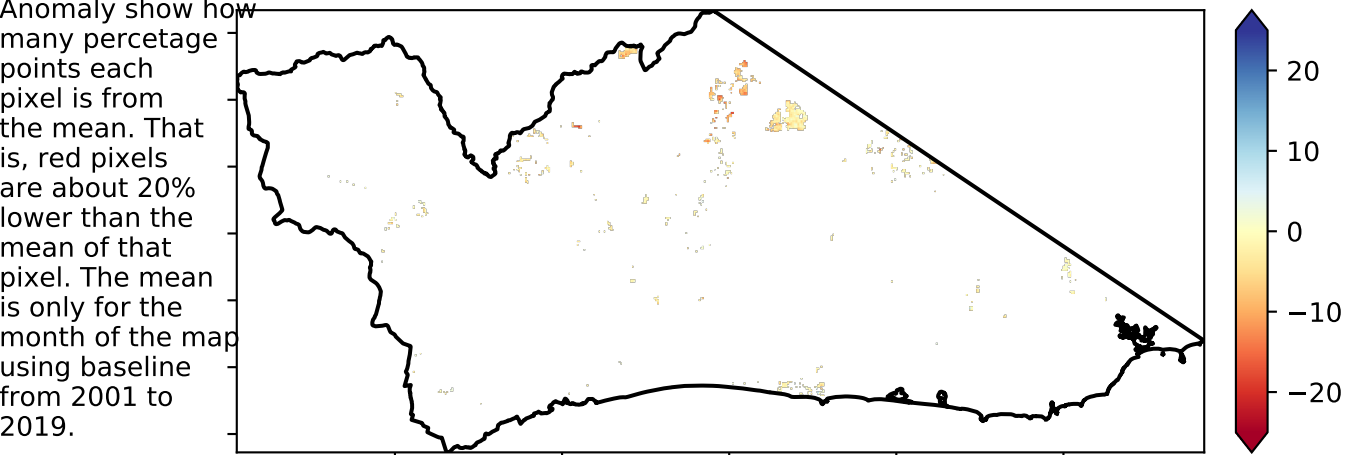 Anomaly show how
many percetage
points each
pixel is from
the mean. That
is, red pixels
are about 20%
lower than the
mean of that
pixel. The mean
is only for the
month of the map
using baseline
from 2001 to
2019.
20
10
0
−10
−20